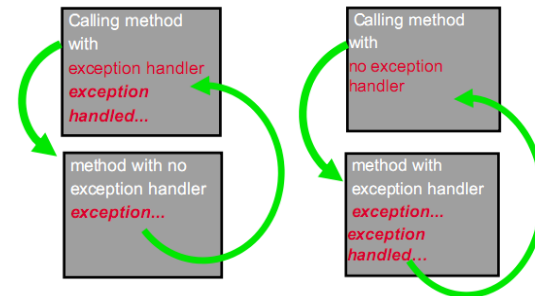 Calling method
with
exception handler
exception
handled...
method with no
exception handler
exception...
Calling method
with
no exception
handler
method with
exception handler
exception...
exception
handled...